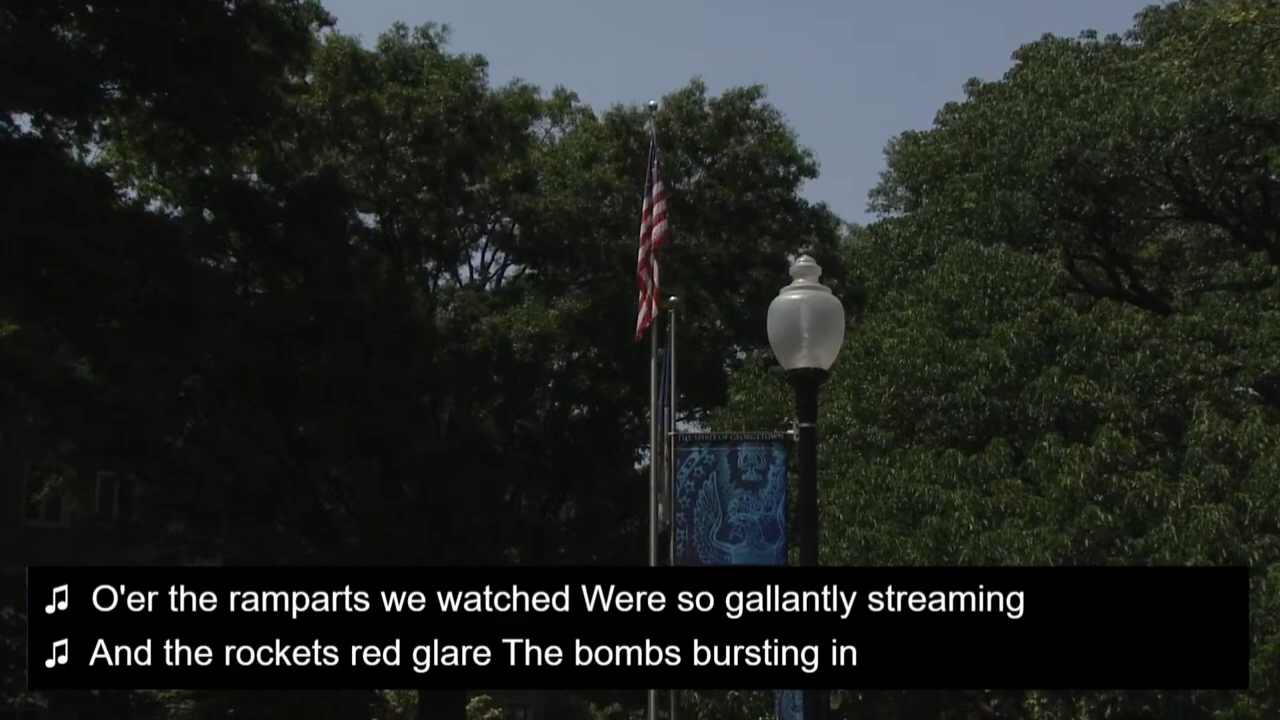 THE SPIRIT OF GEORGETOWN
♫ O'er the ramparts we watched Were so gallantly streaming
♫ And the rockets red glare The bombs bursting in